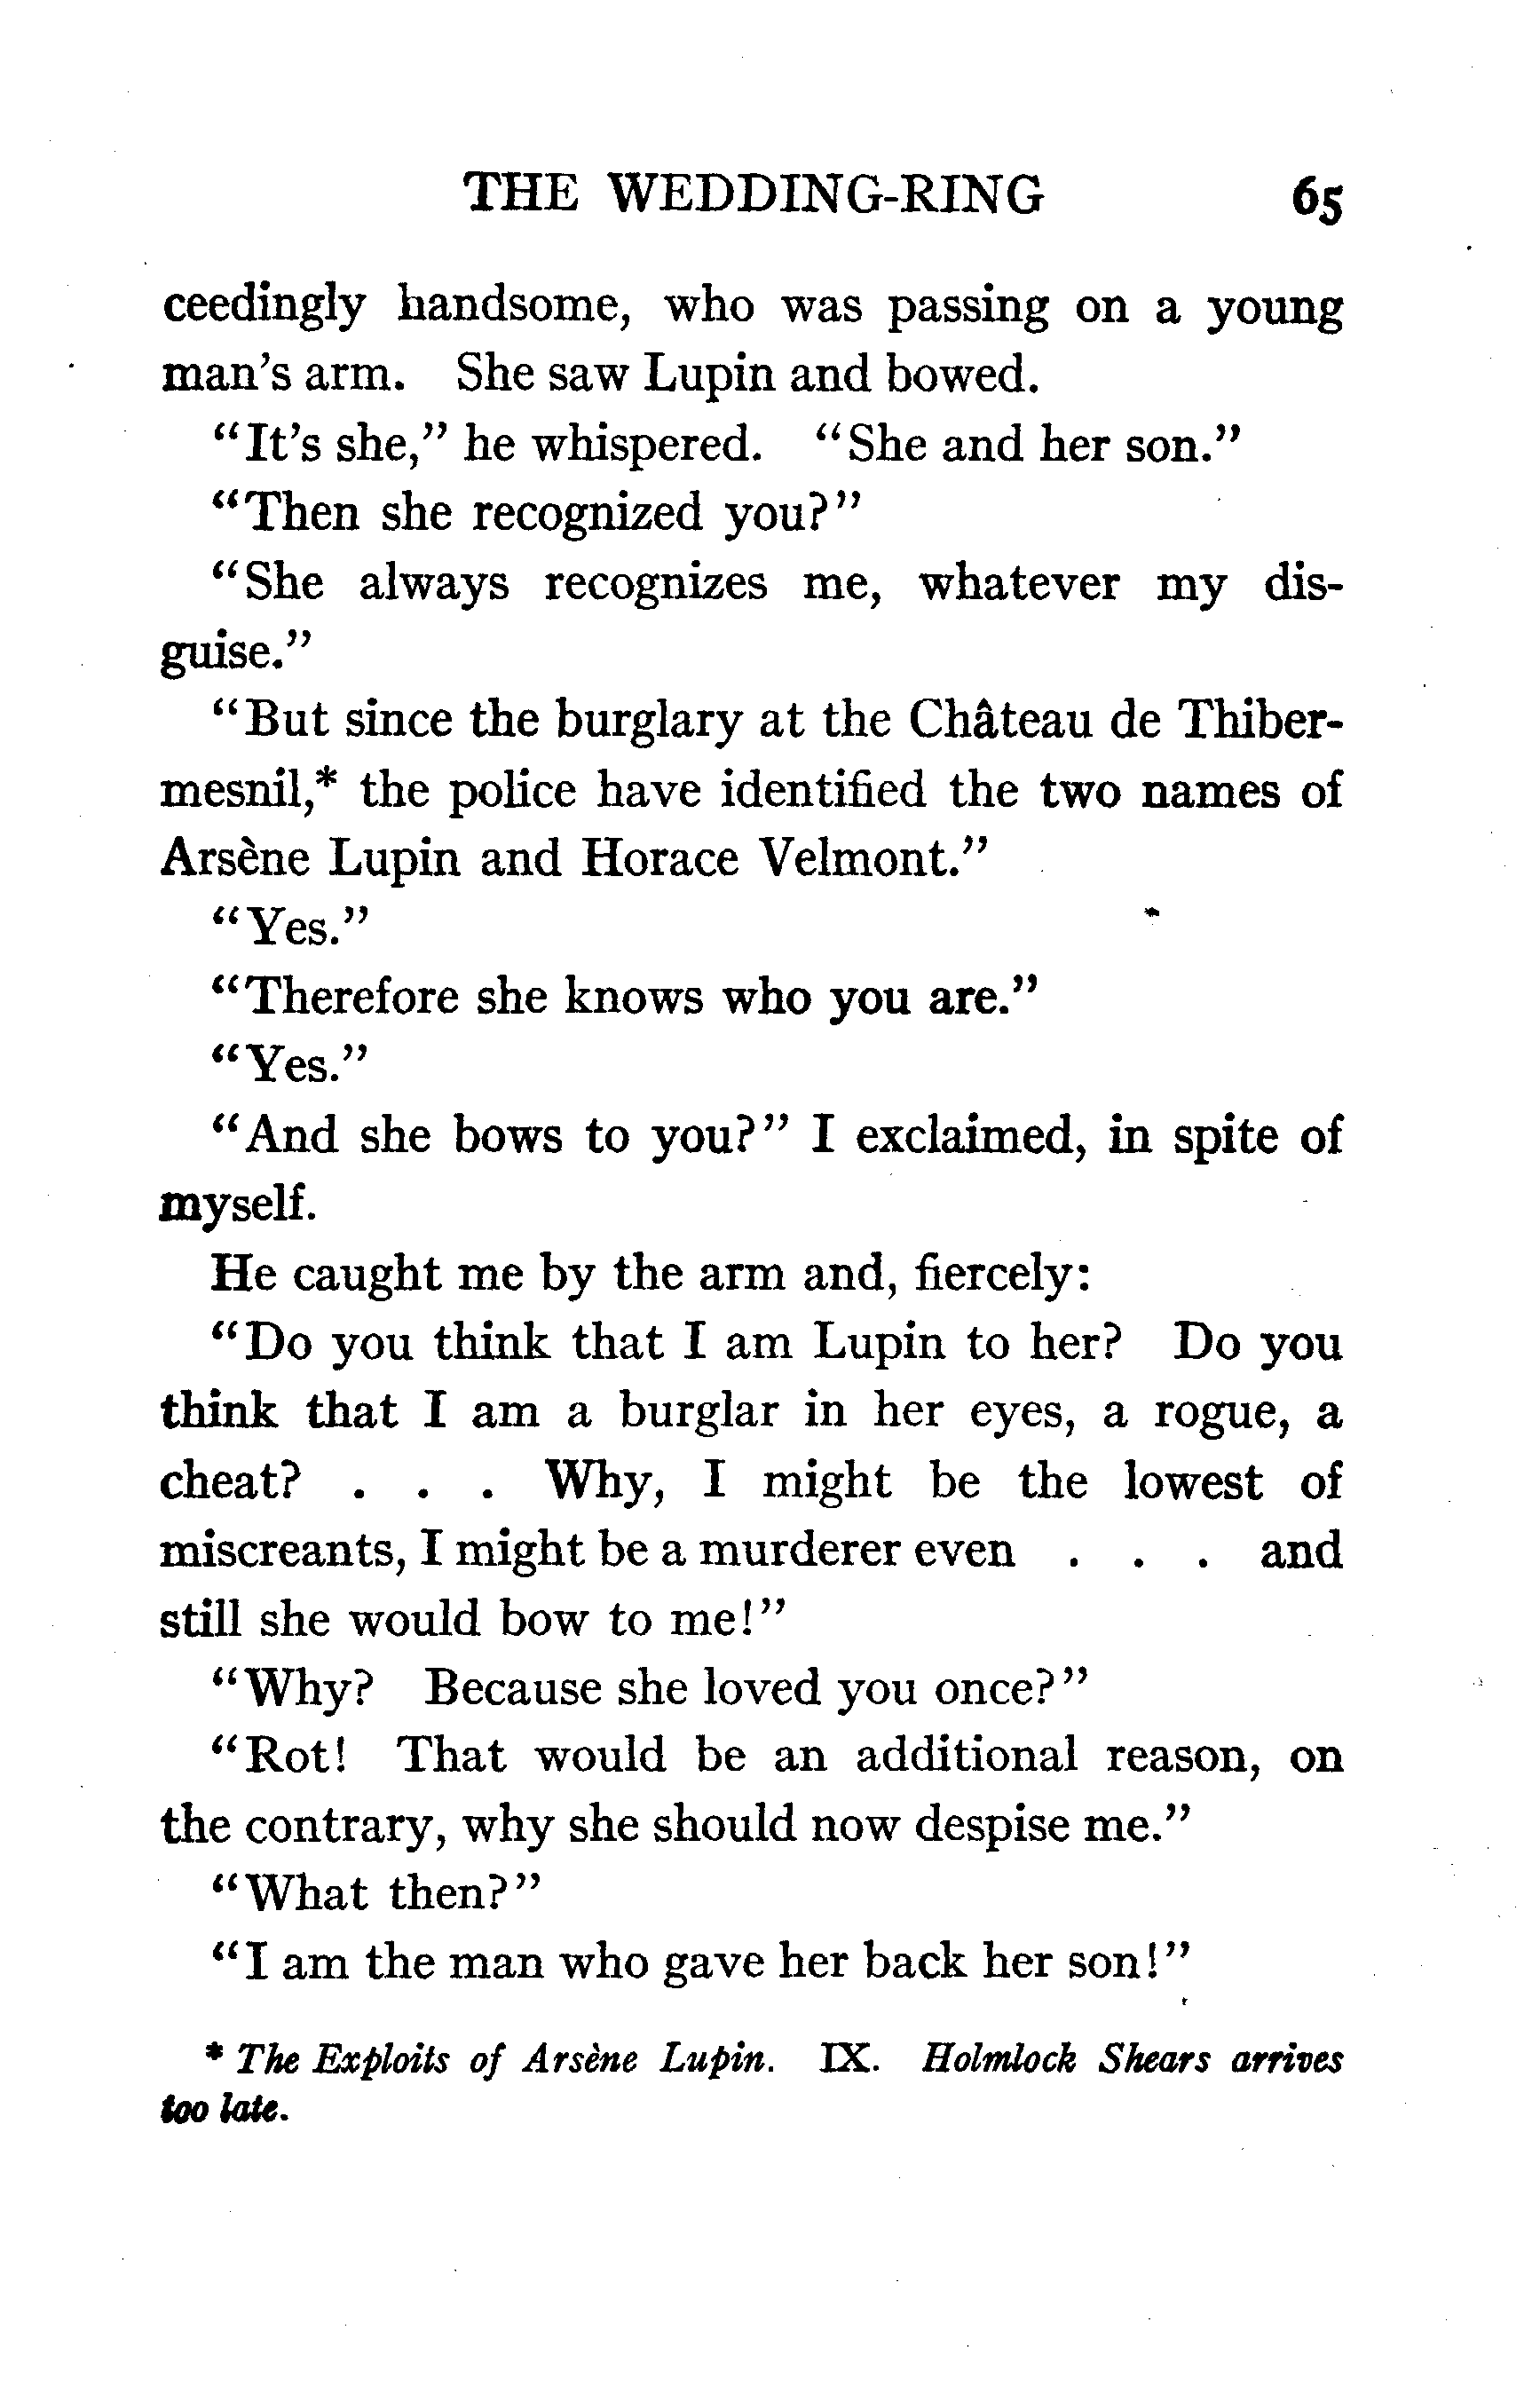 THE WEDDING-RING 65
ceedingly handsome, who was passing on a young
man's arm. She saw Lupin and bowed.
"It's she," he whispered. "She and her son."
"Then she recognized you?"
"She always recognizes me, whatever my dis-
guise."
"But since the burglary at the Château de Thiber-
mesnil,* the police have identified the two names of
Arsène Lupin and Horace Velmont."
"Yes."
"Therefore she knows who you are."
"Yes."
"And she bows to you?" I exclaimed, in spite of
myself.
He caught me by the arm and, fiercely:
"Do you think that I am Lupin to her? Do you
think that I am a burglar in her eyes, a rogue, a
cheat? . . . Why, I might be the lowest of
miscreants, I might be a murderer even . . . and
still she would bow to me!"
"Why? Because she loved you once?"
"Rot! That would be an additional reason, on
the contrary, why she should now despise me."
"What then?"
"I am the man who gave her back her son!"
* The Exploits of Arsène Lupin. IX. Holmlock Shears arrives
too late.